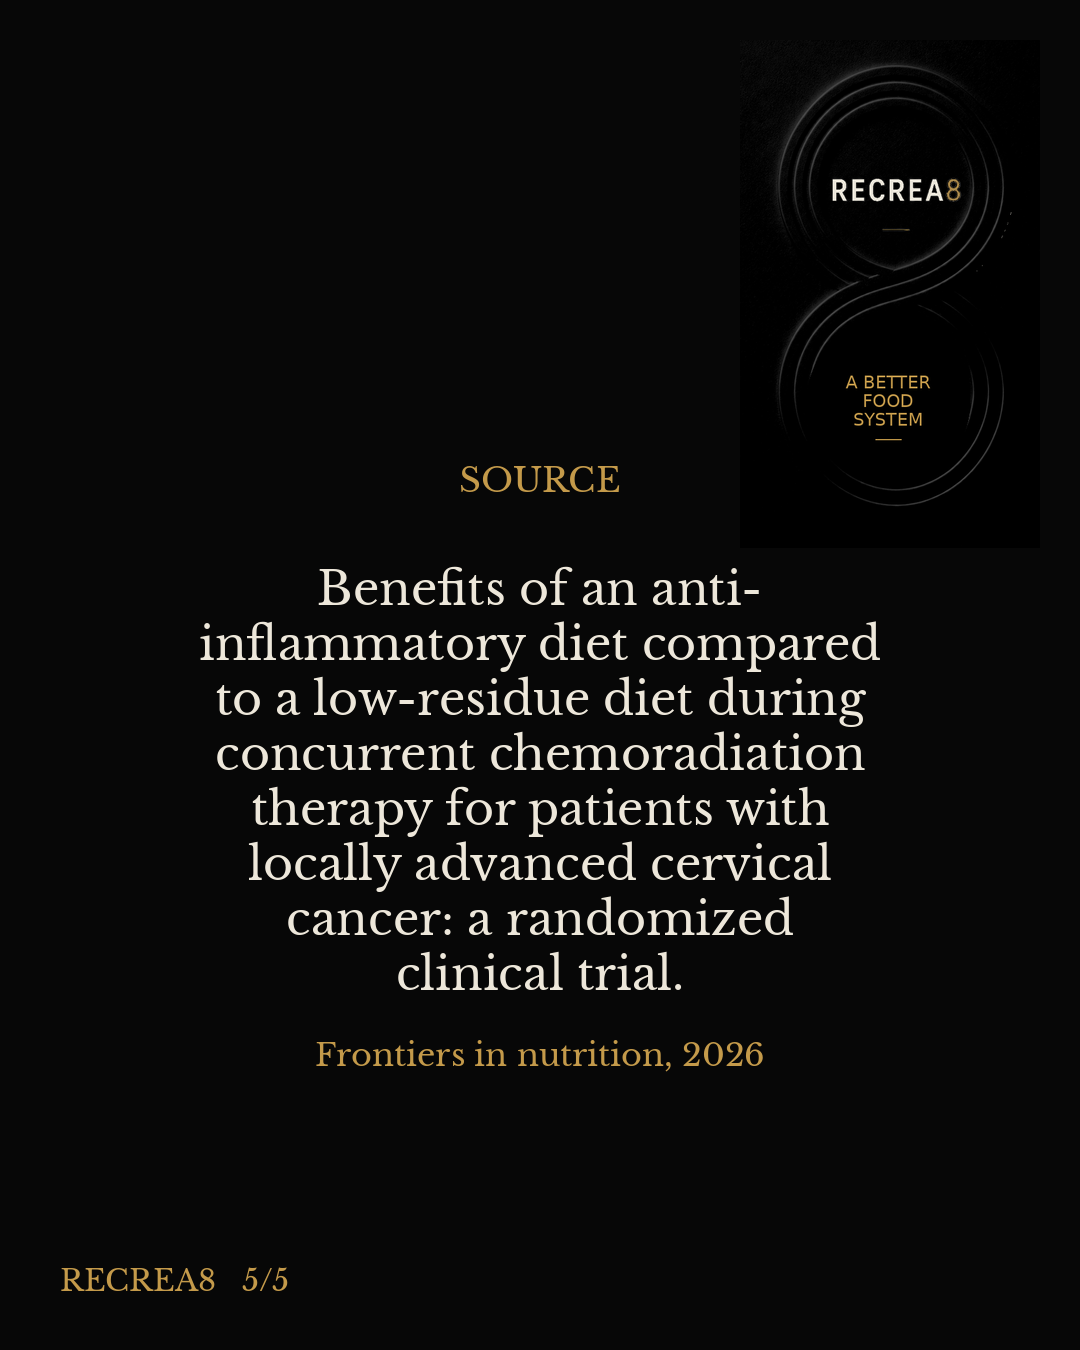 RECREA8
A BETTER
FOOD
SYSTEM
SOURCE
Benefits of an anti-
inflammatory diet compared
to a low-residue diet during
concurrent chemoradiation
therapy for patients with
locally advanced cervical
cancer: a randomized
clinical trial.
Frontiers in nutrition, 2026
RECREA8 5/5